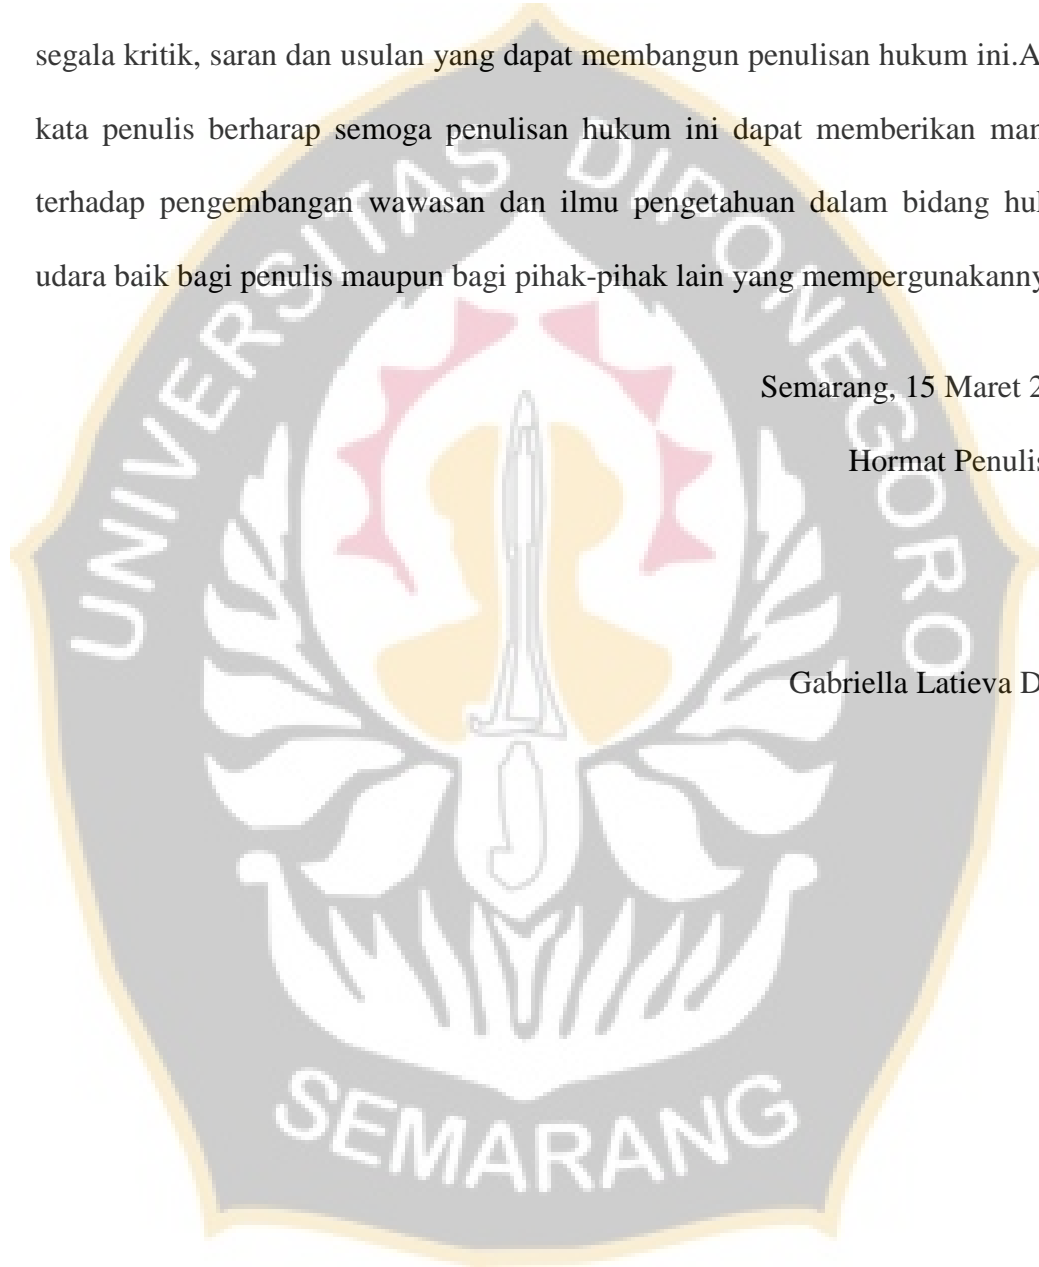 segala kritik, saran dan usulan yang dapat membangun penulisan hukum ini.A
kata penulis berharap semoga penulisan hukum ini dapat memberikan man
terhadap pengembangan wawasan dan ilmu pengetahuan dalam bidang huk
udara baik bagi penulis maupun bagi pihak-pihak lain yang mempergunakanny
Semarang, 15 Maret 2
Hormat Penulis
Gabriella Latieva D
UNIVERSITAS DIPONEGORO
SEMARANG